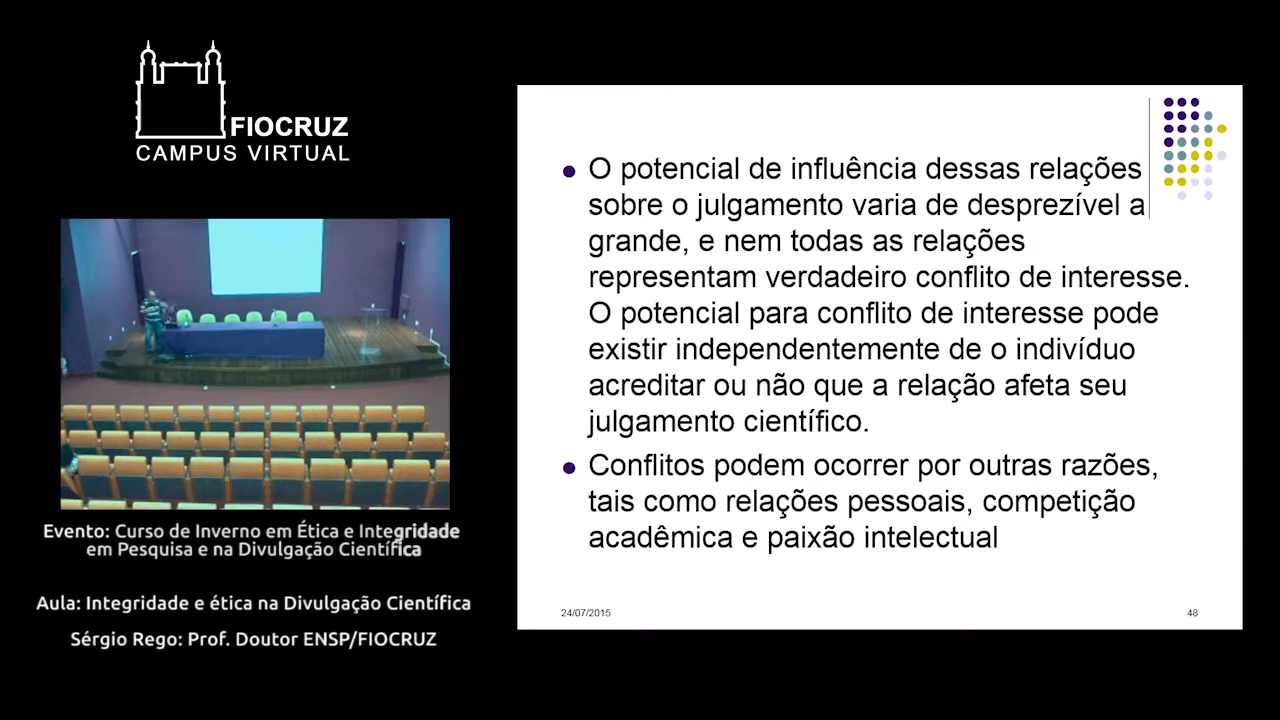 FIOCRUZ
CAMPUS VIRTUAL
Evento: Curso de Inverno em Ética e Integridade
em Pesquisa e na Divulgação Científica
Aula: Integridade e ética na Divulgação Científica
Sérgio Rego: Prof. Doutor ENSP/FIOCRUZ
O potencial de influência dessas relações
sobre o julgamento varia de desprezível a
grande, e nem todas as relações
representam verdadeiro conflito de interesse.
O potencial para conflito de interesse pode
existir independentemente de o indivíduo
acreditar ou não que a relação afeta seu
julgamento científico.
Conflitos podem ocorrer por outras razões,
tais como relações pessoais, competição
acadêmica e paixão intelectual
24/07/2015
48